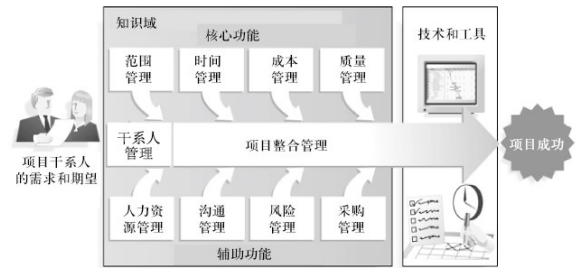 知识域
核心功能
技术和工具
范围
管理
时间
管理
成本
管理
质量
管理
项目干系人
的需求和期望
干系人
管理
项目整合管理
项目成功
人力资
源管理
沟通
管理
风险
管理
采购
管理
辅助功能